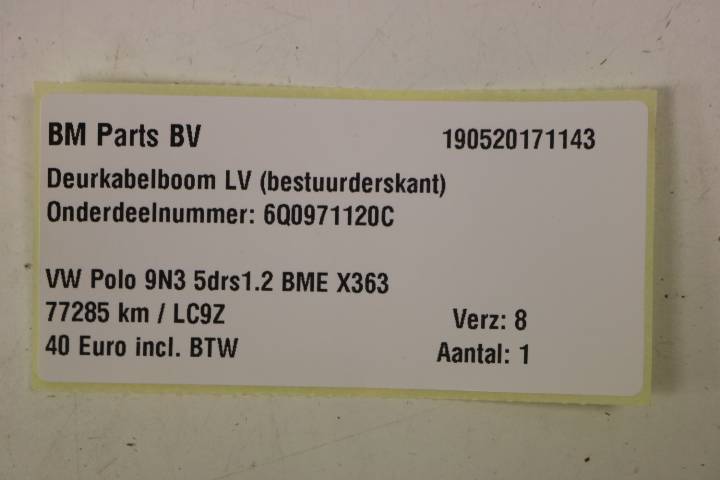 BM Parts BV 190520171143
Deurkabelboom LV (bestuurderskant)
Onderdeelnummer: 6Q0971120C
VW Polo 9N3 5drs1.2 BME X363
77285 km / LC9Z Verz: 8
40 Euro incl. BTW Aantal: 1